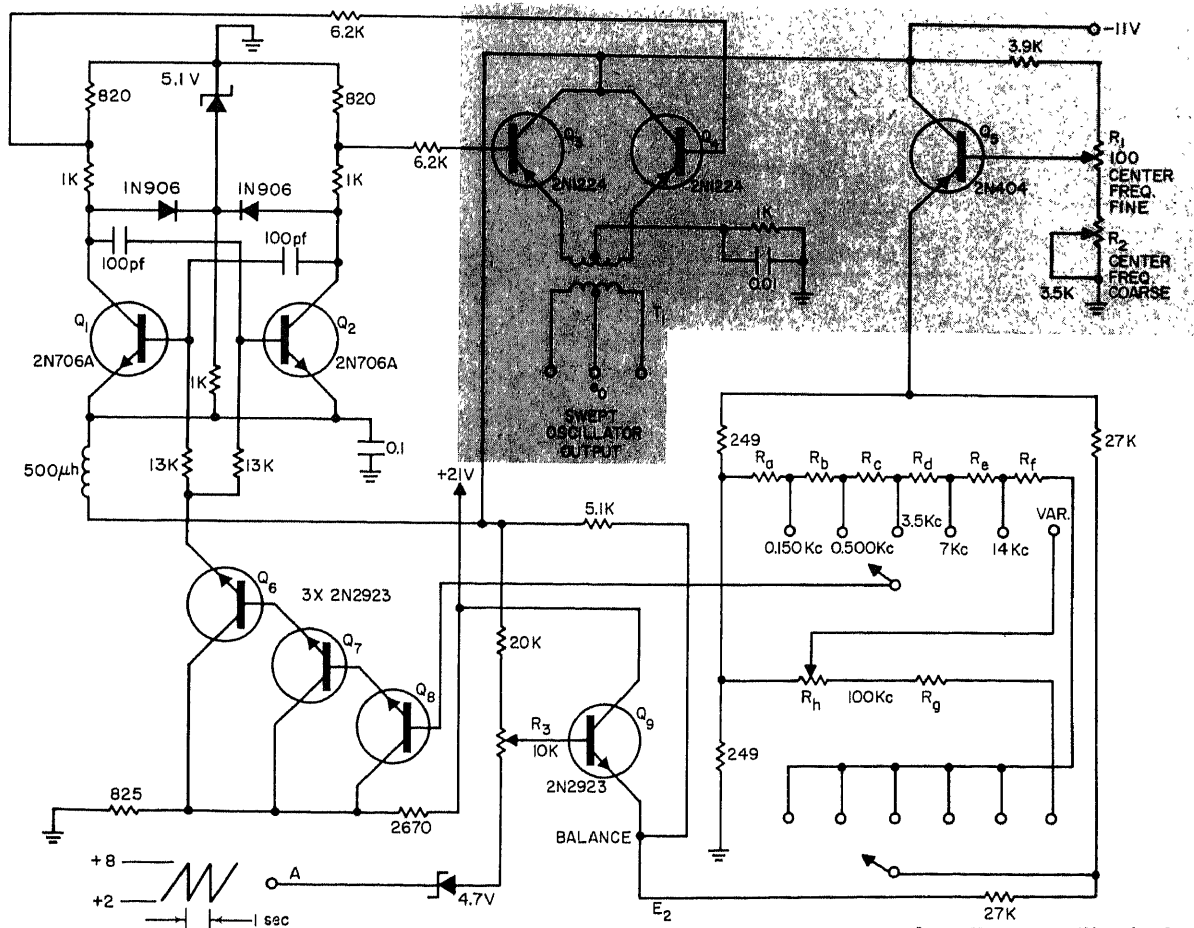 6.2K
-11V
3.9K
5.1V
820
820
6.2K
Q3
2N1224
Q4
2N1224
Q5
2N404
R1
100
CENTER
FREQ.
FINE
1K
1N906
1N906
1K
1K
100pf
100pf
0.01
R2
CENTER
FREQ.
COARSE
3.5K
T1
Q1
2N706A
Q2
2N706A
1K
e0
SWEPT
OSCILLATOR
OUTPUT
0.1
500μh
13K
13K
249
27K
Ra
Rb
Rc
Rd
Re
Rf
+21V
5.1K
0.150Kc
0.500Kc
3.5Kc
7Kc
14Kc
VAR.
Q6
3X 2N2923
Q7
20K
Q8
Rh
100Kc
Rg
R3
10K
Q9
2N2923
249
825
2670
BALANCE
+8
+2
A
4.7V
1 sec
E2
27K